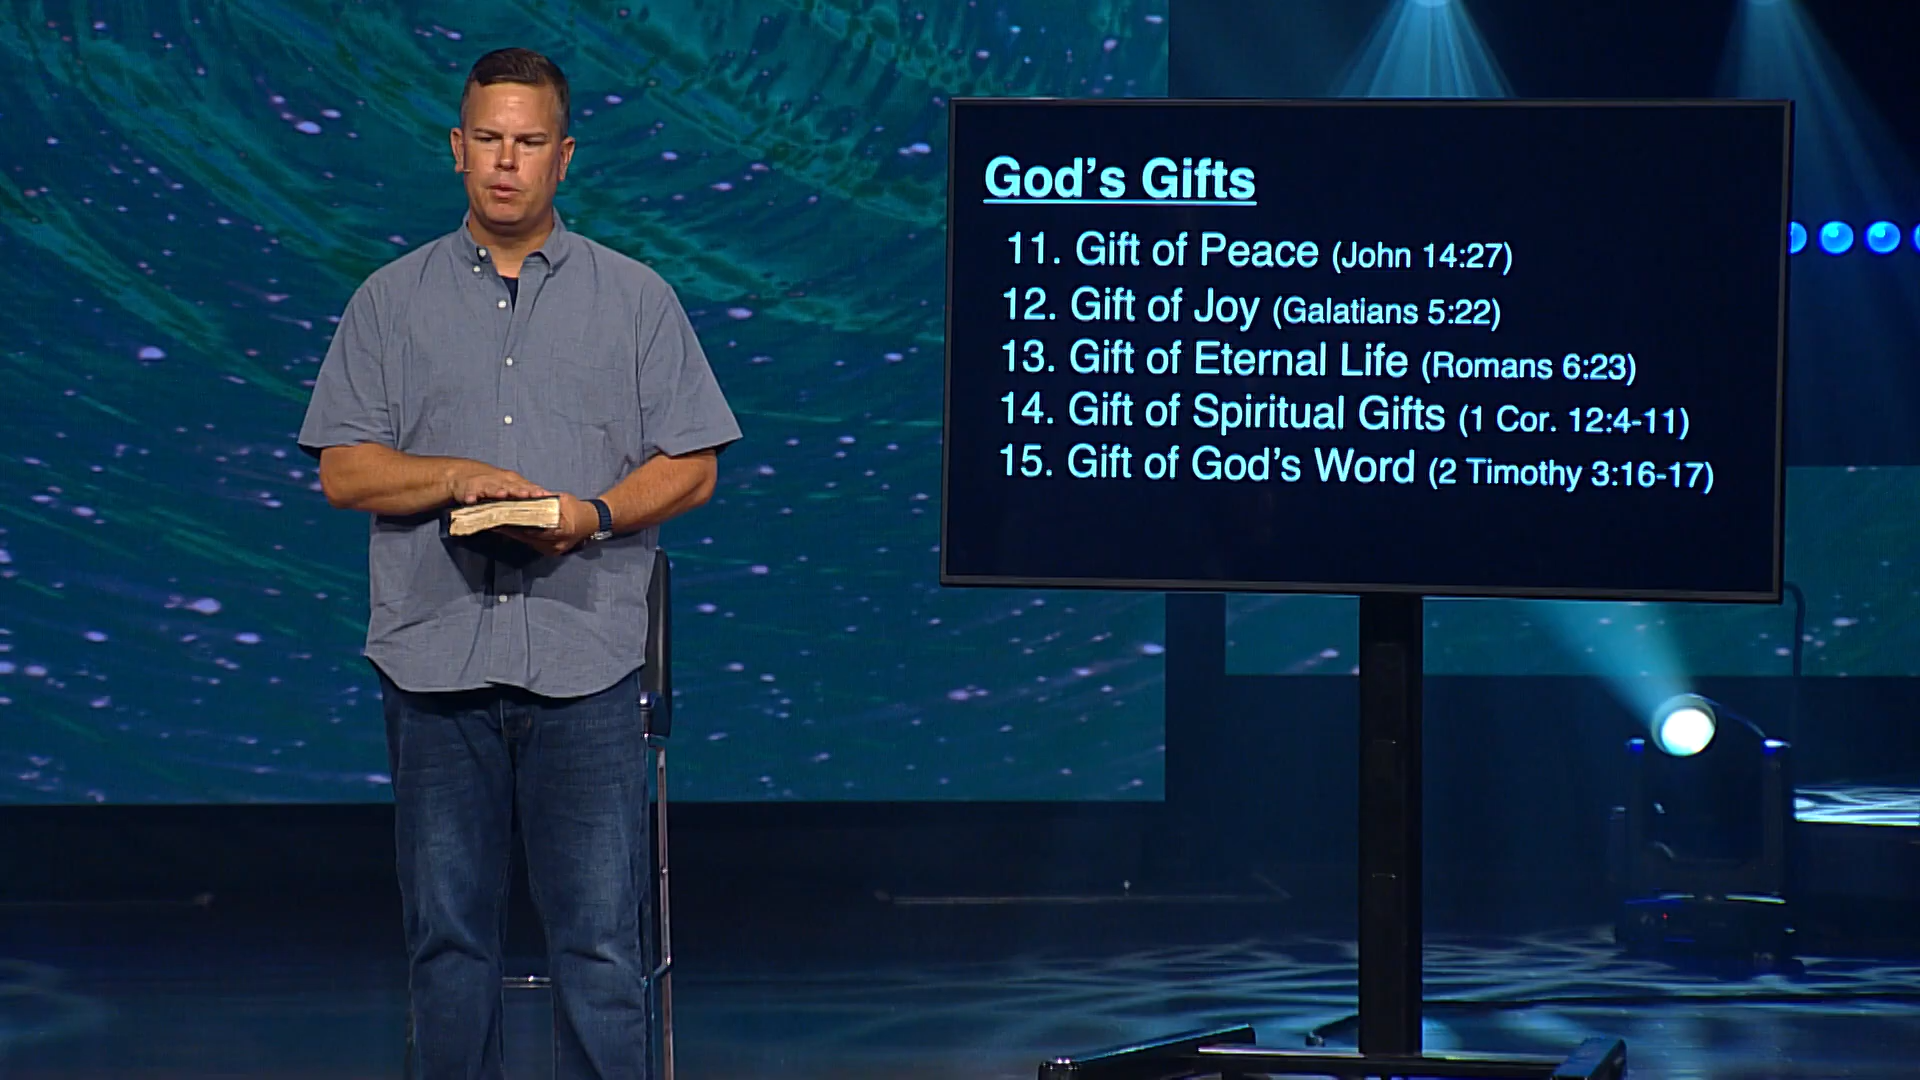 God’s Gifts
11. Gift of Peace (John 14:27)
12. Gift of Joy (Galatians 5:22)
13. Gift of Eternal Life (Romans 6:23)
14. Gift of Spiritual Gifts (1 Cor. 12:4-11)
15. Gift of God’s Word (2 Timothy 3:16-17)